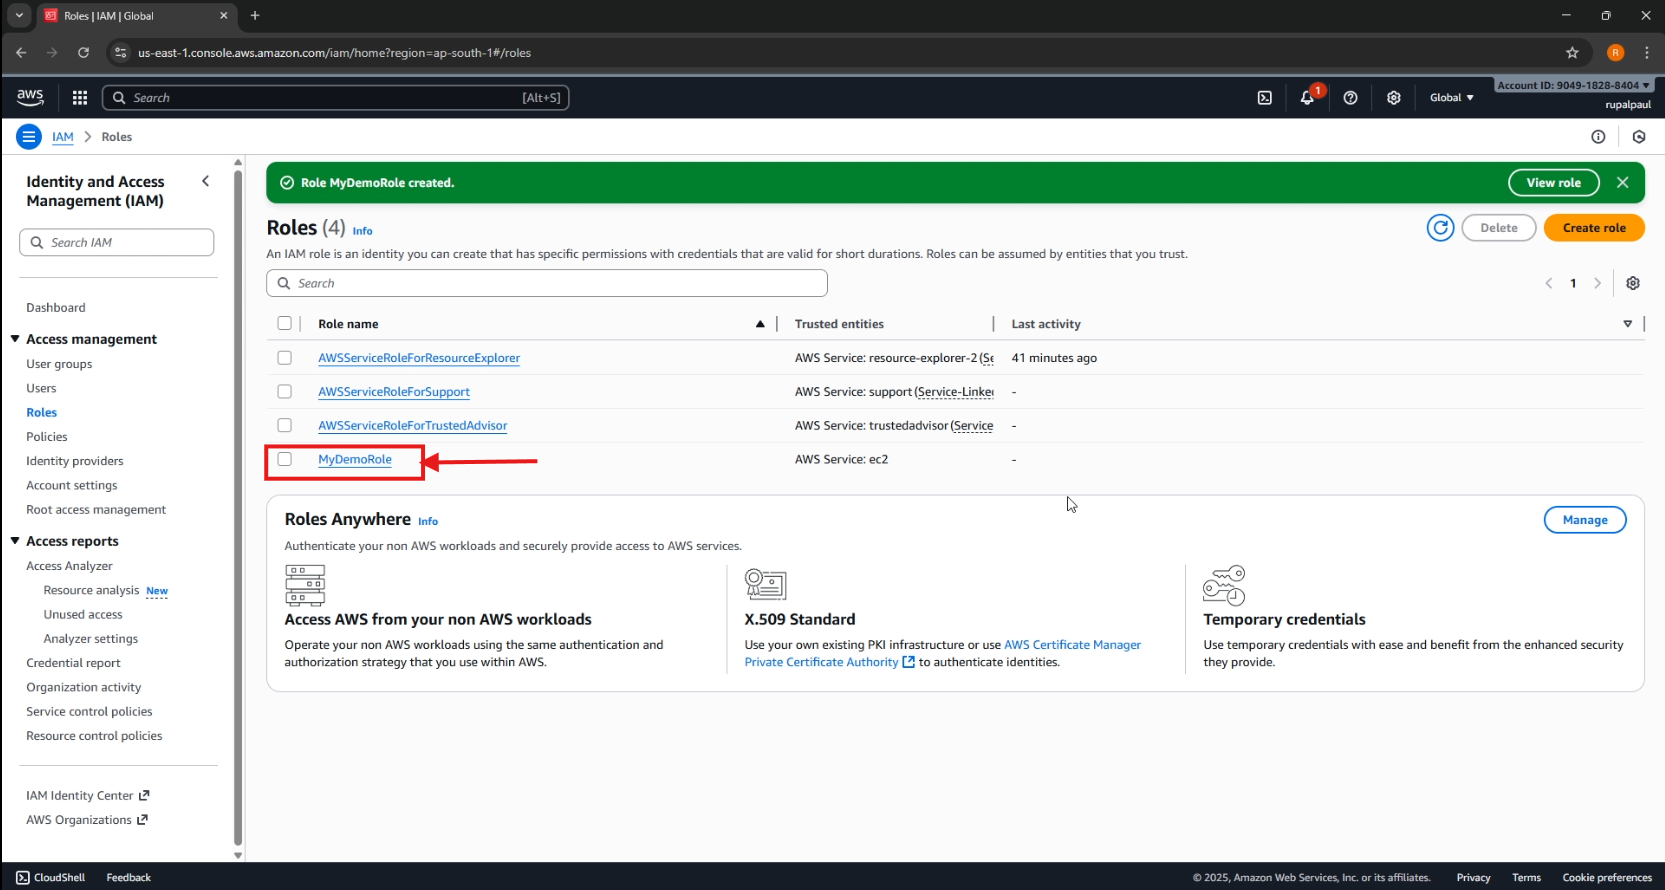 Roles | IAM | Global
us-east-1.console.aws.amazon.com/iam/home?region=ap-south-1#/roles
R
aws
Search
[Alt+S]
1
Global
Account ID: 9049-1828-8404
rupalpaul
IAM
Roles
Identity and Access
Management (IAM)
Search IAM
Dashboard
Access management
User groups
Users
Roles
Policies
Identity providers
Account settings
Root access management
Access reports
Access Analyzer
Resource analysis New
Unused access
Analyzer settings
Credential report
Organization activity
Service control policies
Resource control policies
IAM Identity Center
AWS Organizations
Role MyDemoRole created.
View role
Roles (4) Info
Delete
Create role
An IAM role is an identity you can create that has specific permissions with credentials that are valid for short durations. Roles can be assumed by entities that you trust.
Search
1
Role name
Trusted entities
Last activity
AWSServiceRoleForResourceExplorer
AWS Service: resource-explorer-2 (Se
41 minutes ago
AWSServiceRoleForSupport
AWS Service: support (Service-Linke
-
AWSServiceRoleForTrustedAdvisor
AWS Service: trustedadvisor (Service
-
MyDemoRole
AWS Service: ec2
-
Roles Anywhere Info
Manage
Authenticate your non AWS workloads and securely provide access to AWS services.
Access AWS from your non AWS workloads
Operate your non AWS workloads using the same authentication and
authorization strategy that you use within AWS.
X.509 Standard
Use your own existing PKI infrastructure or use AWS Certificate Manager
Private Certificate Authority to authenticate identities.
Temporary credentials
Use temporary credentials with ease and benefit from the enhanced security
they provide.
CloudShell
Feedback
© 2025, Amazon Web Services, Inc. or its affiliates.
Privacy
Terms
Cookie preferences